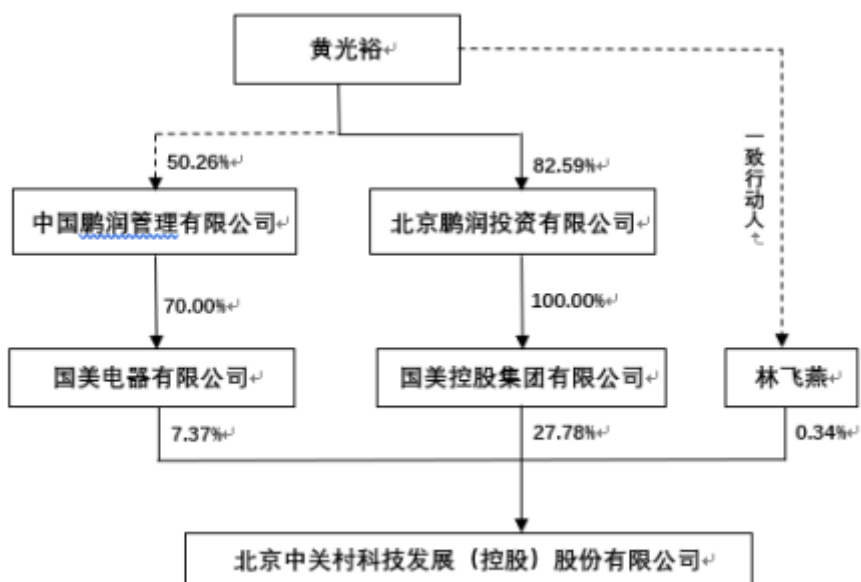 黄光裕
50.26%
82.59%
一致行动人
中国鹏润管理有限公司
北京鹏润投资有限公司
70.00%
100.00%
国美电器有限公司
国美控股集团有限公司
林飞燕
7.37%
27.78%
0.34%
北京中关村科技发展（控股）股份有限公司